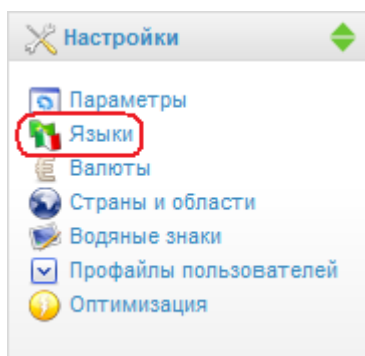 Настройки
Параметры
Языки
Валюты
Страны и области
Водяные знаки
Профайлы пользователей
Оптимизация